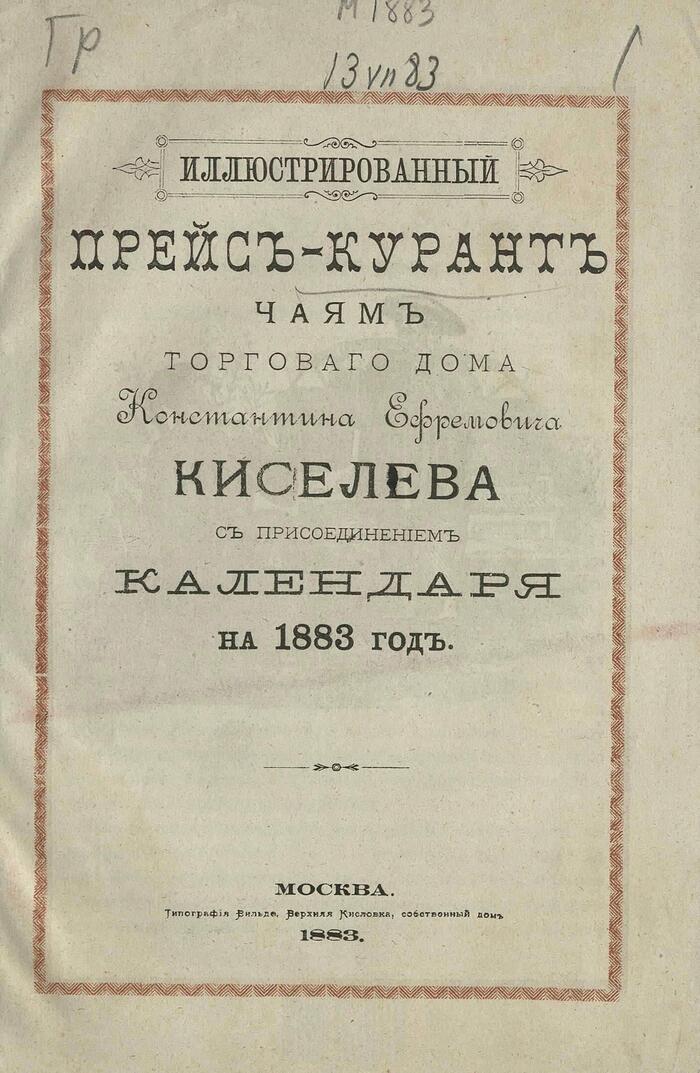 Гр
М 1883
13 VII 83
ИЛЛЮСТРИРОВАННЫЙ
ПРЕЙСЪ-КУРАНТЪ
ЧАЯМЪ
ТОРГОВАГО ДОМА
Константина Ефремовича
КИСЕЛЕВА
СЪ ПРИСОЕДИНЕНІЕМЪ
КАЛЕНДАРЯ
НА 1883 ГОДЪ.
МОСКВА.
Типографія Вильде, Верхняя Кисловка, собственный домъ
1883.